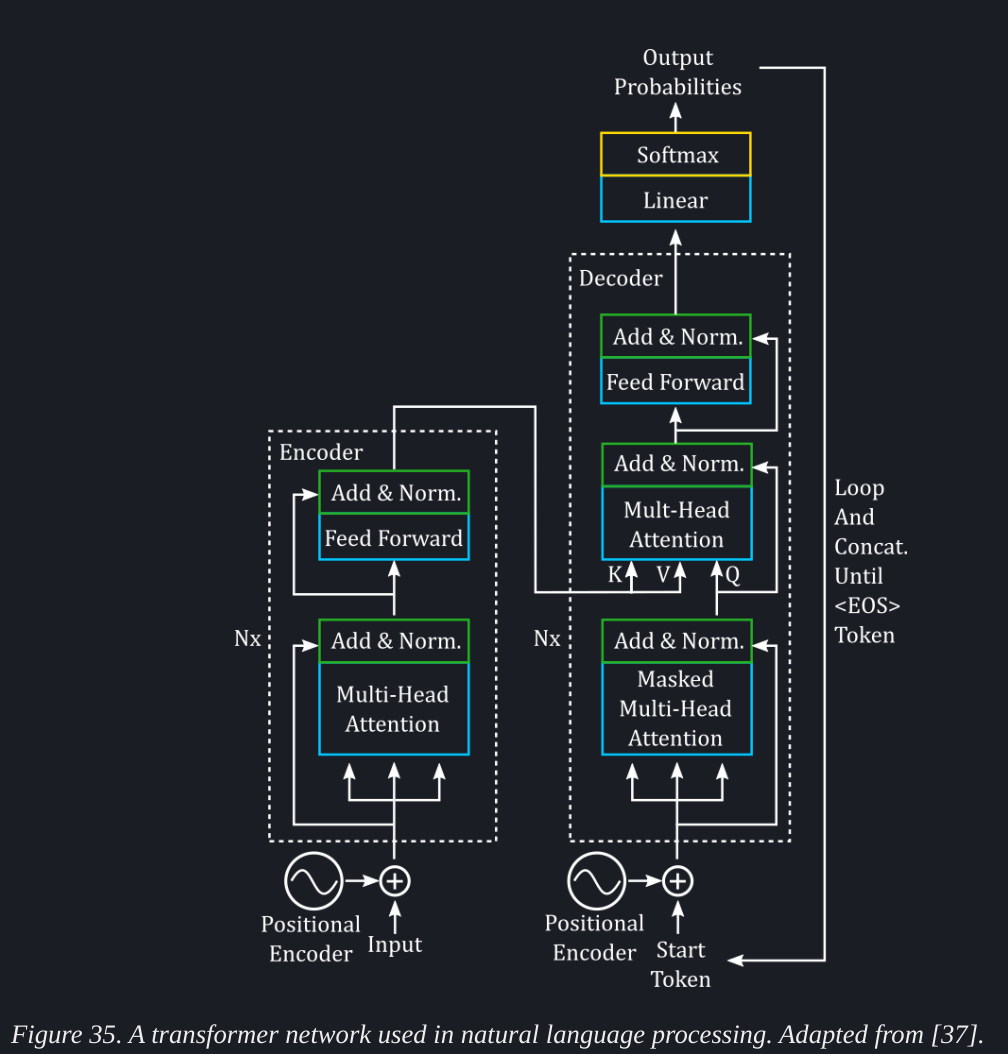 Output
Probabilities
Softmax
Linear
Decoder
Add & Norm.
Feed Forward
Add & Norm.
Mult-Head
Attention
K
V
Q
Nx
Add & Norm.
Masked
Multi-Head
Attention
Positional
Encoder
Start
Token
Encoder
Add & Norm.
Feed Forward
Nx
Add & Norm.
Multi-Head
Attention
Positional
Encoder
Input
Loop
And
Concat.
Until
<EOS>
Token
Figure 35. A transformer network used in natural language processing. Adapted from [37].